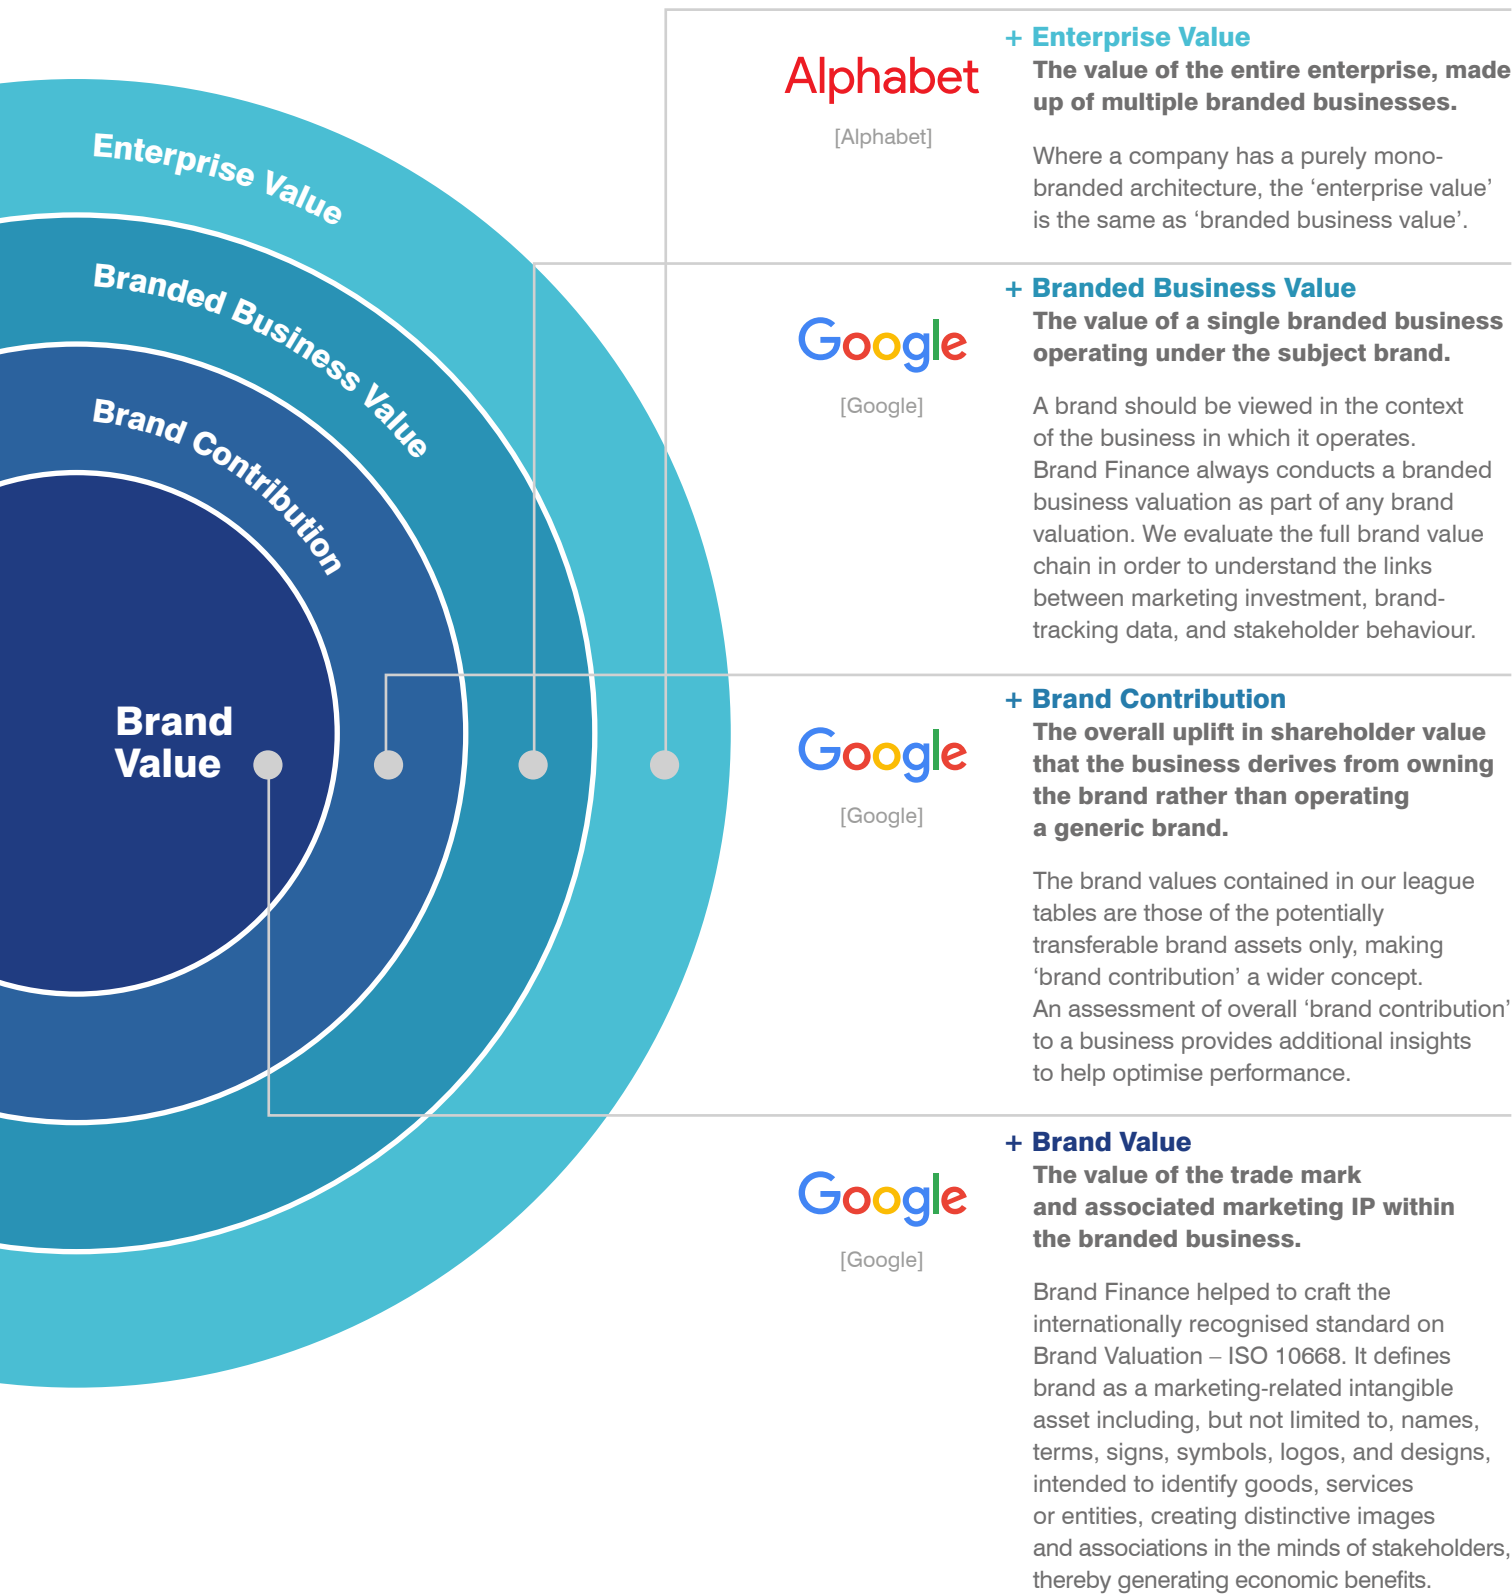 Enterprise Value
Branded Business Value
Brand Contribution
Brand
Value
Alphabet
[Alphabet]
+ Enterprise Value
The value of the entire enterprise, made
up of multiple branded businesses.
Where a company has a purely mono-
branded architecture, the ‘enterprise value’
is the same as ‘branded business value’.
Google
[Google]
+ Branded Business Value
The value of a single branded business
operating under the subject brand.
A brand should be viewed in the context
of the business in which it operates.
Brand Finance always conducts a branded
business valuation as part of any brand
valuation. We evaluate the full brand value
chain in order to understand the links
between marketing investment, brand-
tracking data, and stakeholder behaviour.
Google
[Google]
+ Brand Contribution
The overall uplift in shareholder value
that the business derives from owning
the brand rather than operating
a generic brand.
The brand values contained in our league
tables are those of the potentially
transferable brand assets only, making
‘brand contribution’ a wider concept.
An assessment of overall ‘brand contribution’
to a business provides additional insights
to help optimise performance.
Google
[Google]
+ Brand Value
The value of the trade mark
and associated marketing IP within
the branded business.
Brand Finance helped to craft the
internationally recognised standard on
Brand Valuation – ISO 10668. It defines
brand as a marketing-related intangible
asset including, but not limited to, names,
terms, signs, symbols, logos, and designs,
intended to identify goods, services
or entities, creating distinctive images
and associations in the minds of stakeholders,
thereby generating economic benefits.